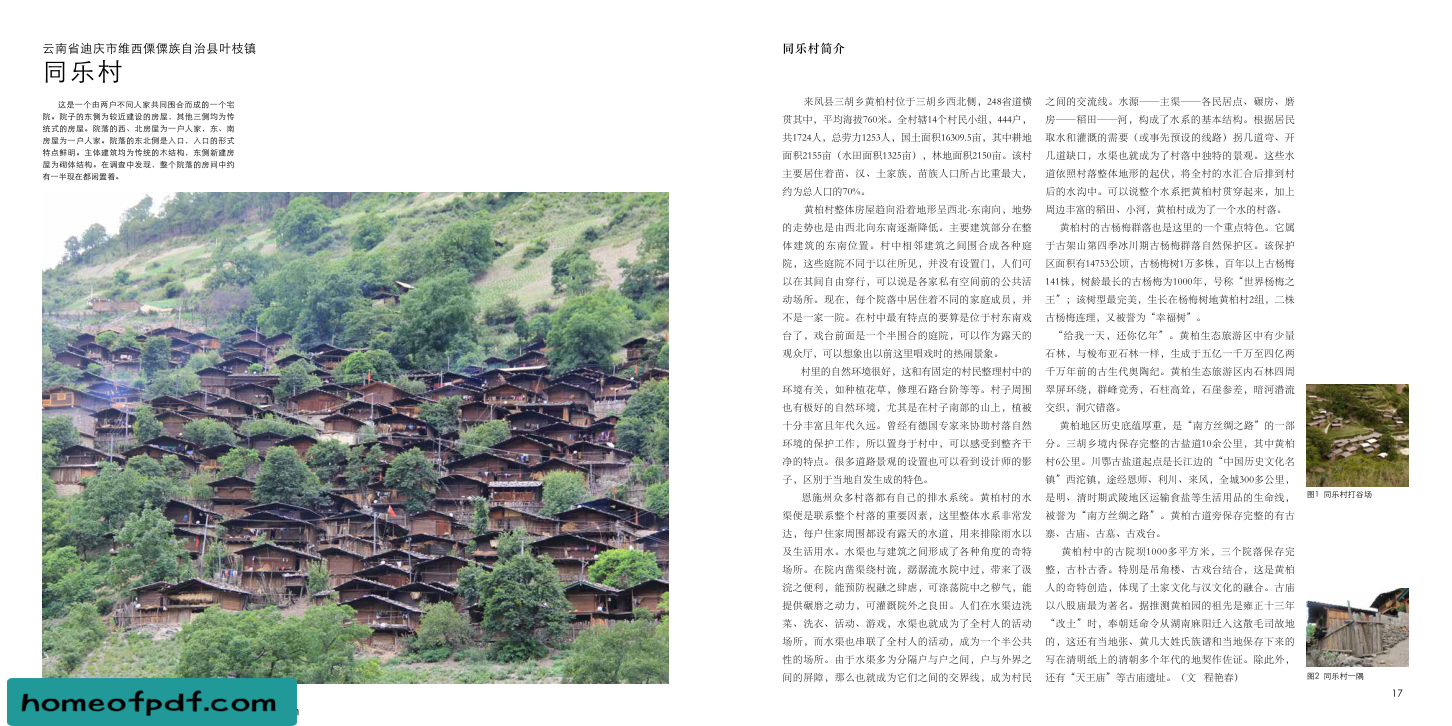 云南省迪庆市维西傈僳族自治县叶枝镇
同乐村
这是一个由两户不同人家共同围合而成的一个宅
院。院子的东侧为较近建设的房屋，其他三侧均为传
统式的房屋。院落的西、北房屋为一户人家，东、南
房屋为一户人家。院落的东北侧是入口，入口的形式
特点鲜明。主体建筑均为传统的木结构，东侧新建房
屋为砌体结构。在调查中发现，整个院落的房间中约
有一半现在都闲置着。
同乐村简介
来凤县三胡乡黄柏村位于三胡乡西北侧，248省道横
贯其中，平均海拔760米。全村辖14个村民小组，444户，
共1724人，总劳力1253人，国土面积16309.5亩，其中耕地
面积2155亩（水田面积1325亩），林地面积2150亩。该村
主要居住着苗、汉、土家族，苗族人口所占比重最大，
约为总人口的70%。
黄柏村整体房屋趋向沿着地形呈西北-东南向，地势
的走势也是由西北向东南逐渐降低。主要建筑部分在整
体建筑的东南位置。村中相邻建筑之间围合成各种庭
院，这些庭院不同于以往所见，并没有设置门，人们可
以在其间自由穿行，可以说是各家私有空间前的公共活
动场所。现在，每个院落中居住着不同的家庭成员，并
不是一家一院。在村中最有特点的要算是位于村东南戏
台了，戏台前面是一个半围合的庭院，可以作为露天的
观众厅，可以想象出以前这里唱戏时的热闹景象。
村里的自然环境很好，这和有固定的村民整理村中的
环境有关，如种植花草，修理石路台阶等等。村子周围
也有极好的自然环境，尤其是在村子南部的山上，植被
十分丰富且年代久远。曾经有德国专家来协助村落自然
环境的保护工作，所以置身于村中，可以感受到整齐干
净的特点。很多道路景观的设置也可以看到设计师的影
子，区别于当地自发生成的特色。
恩施州众多村落都有自己的排水系统。黄柏村的水
渠便是联系整个村落的重要因素，这里整体水系非常发
达，每户住家周围都设有露天的水道，用来排除雨水以
及生活用水。水渠也与建筑之间形成了各种角度的奇特
场所。在院内凿渠绕村流，潺潺流水院中过，带来了汲
浣之便利，能预防祝融之肆虐，可涤荡院中之秽气，能
提供碾磨之动力，可灌溉院外之良田。人们在水渠边洗
菜、洗衣、活动、游戏，水渠也就成为了全村人的活动
场所，而水渠也串联了全村人的活动，成为一个半公共
性的场所。由于水渠多为分隔户与户之间，户与外界之
间的屏障，那么也就成为它们之间的交界线，成为村民
之间的交流线。水源——主渠——各民居点、碾房、磨
房——稻田——河，构成了水系的基本结构。根据居民
取水和灌溉的需要（或事先预设的线路）拐几道弯、开
几道缺口，水渠也就成为了村落中独特的景观。这些水
道依照村落整体地形的起伏，将全村的水汇合后排到村
后的水沟中。可以说整个水系把黄柏村贯穿起来，加上
周边丰富的稻田、小河，黄柏村成为了一个水的村落。
黄柏村的古杨梅群落也是这里的一个重点特色。它属
于古架山第四季冰川期古杨梅群落自然保护区。该保护
区面积有14753公顷，古杨梅树1万多株，百年以上古杨梅
141株，树龄最长的古杨梅为1000年，号称“世界杨梅之
王”；该树型最完美，生长在杨梅树地黄柏村2组，二株
古杨梅连理，又被誉为“幸福树”。
“给我一天，还你亿年”。黄柏生态旅游区中有少量
石林，与梭布亚石林一样，生成于五亿一千万至四亿两
千万年前的古生代奥陶纪。黄柏生态旅游区内石林四周
翠屏环绕，群峰竞秀，石柱高耸，石崖参差，暗河潜流
交织，洞穴错落。
黄柏地区历史底蕴厚重，是“南方丝绸之路”的一部
分。三胡乡境内保存完整的古盐道10余公里，其中黄柏
村6公里。川鄂古盐道起点是长江边的“中国历史文化名
镇”西沱镇，途经恩师、利川、来凤，全城300多公里，
是明、清时期武陵地区运输食盐等生活用品的生命线，
被誉为“南方丝绸之路”。黄柏古道旁保存完整的有古
寨、古庙、古墓、古戏台。
黄柏村中的古院坝1000多平方米，三个院落保存完
整，古朴古香。特别是吊角楼、古戏台结合，这是黄柏
人的奇特创造，体现了土家文化与汉文化的融合。古庙
以八股庙最为著名。据推测黄柏园的祖先是雍正十三年
“改土”时，奉朝廷命令从湖南麻阳迁入这散毛司故地
的，这还有当地张、黄几大姓氏族谱和当地保存下来的
写在清明纸上的清朝多个年代的地契作佐证。除此外，
还有“天王庙”等古庙遗址。（文 程艳春）
图1 同乐村打谷场
图2 同乐村一隅
17
homeofpdf.com